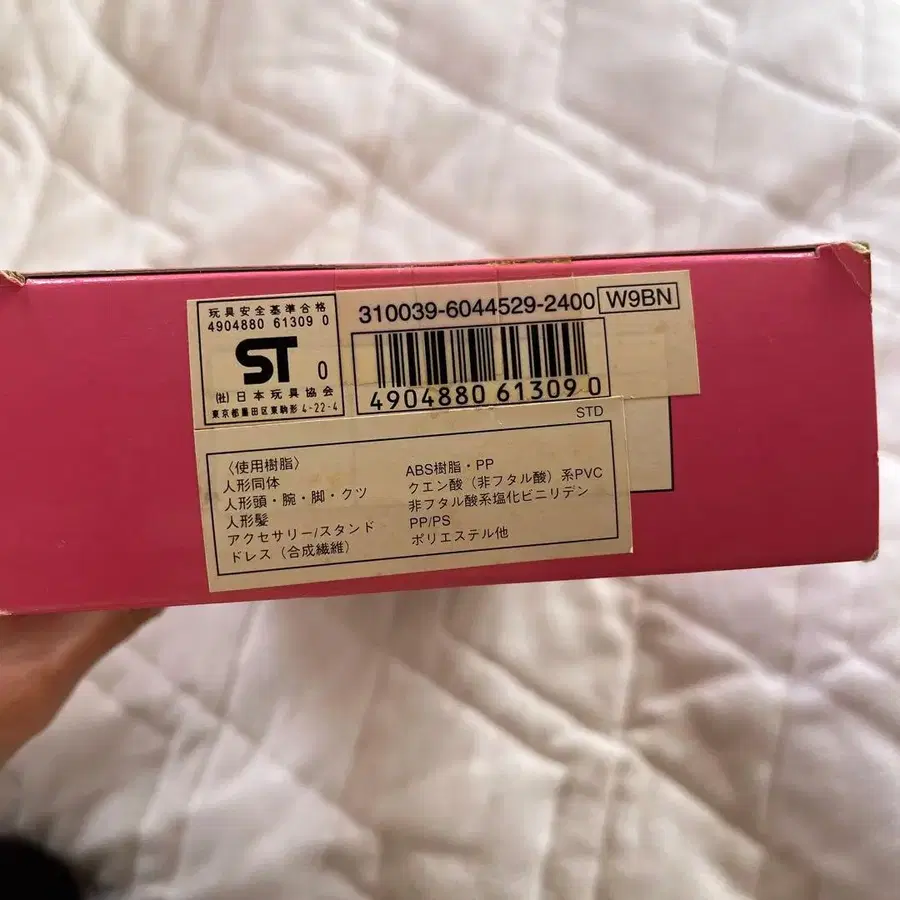 玩具安全基準合格
4904880 61309 0
ST 0
(社)日本玩具協会
東京都墨田区東駒形 4-22-4
310039-6044529-2400 W9BN
4904880 61309 0
STD
〈使用樹脂〉
人形同体 ABS樹脂・PP
人形頭・腕・脚・クツ クエン酸（非フタル酸）系PVC
人形髪 非フタル酸系塩化ビニリデン
アクセサリー/スタンド PP/PS
ドレス（合成繊維） ポリエステル他